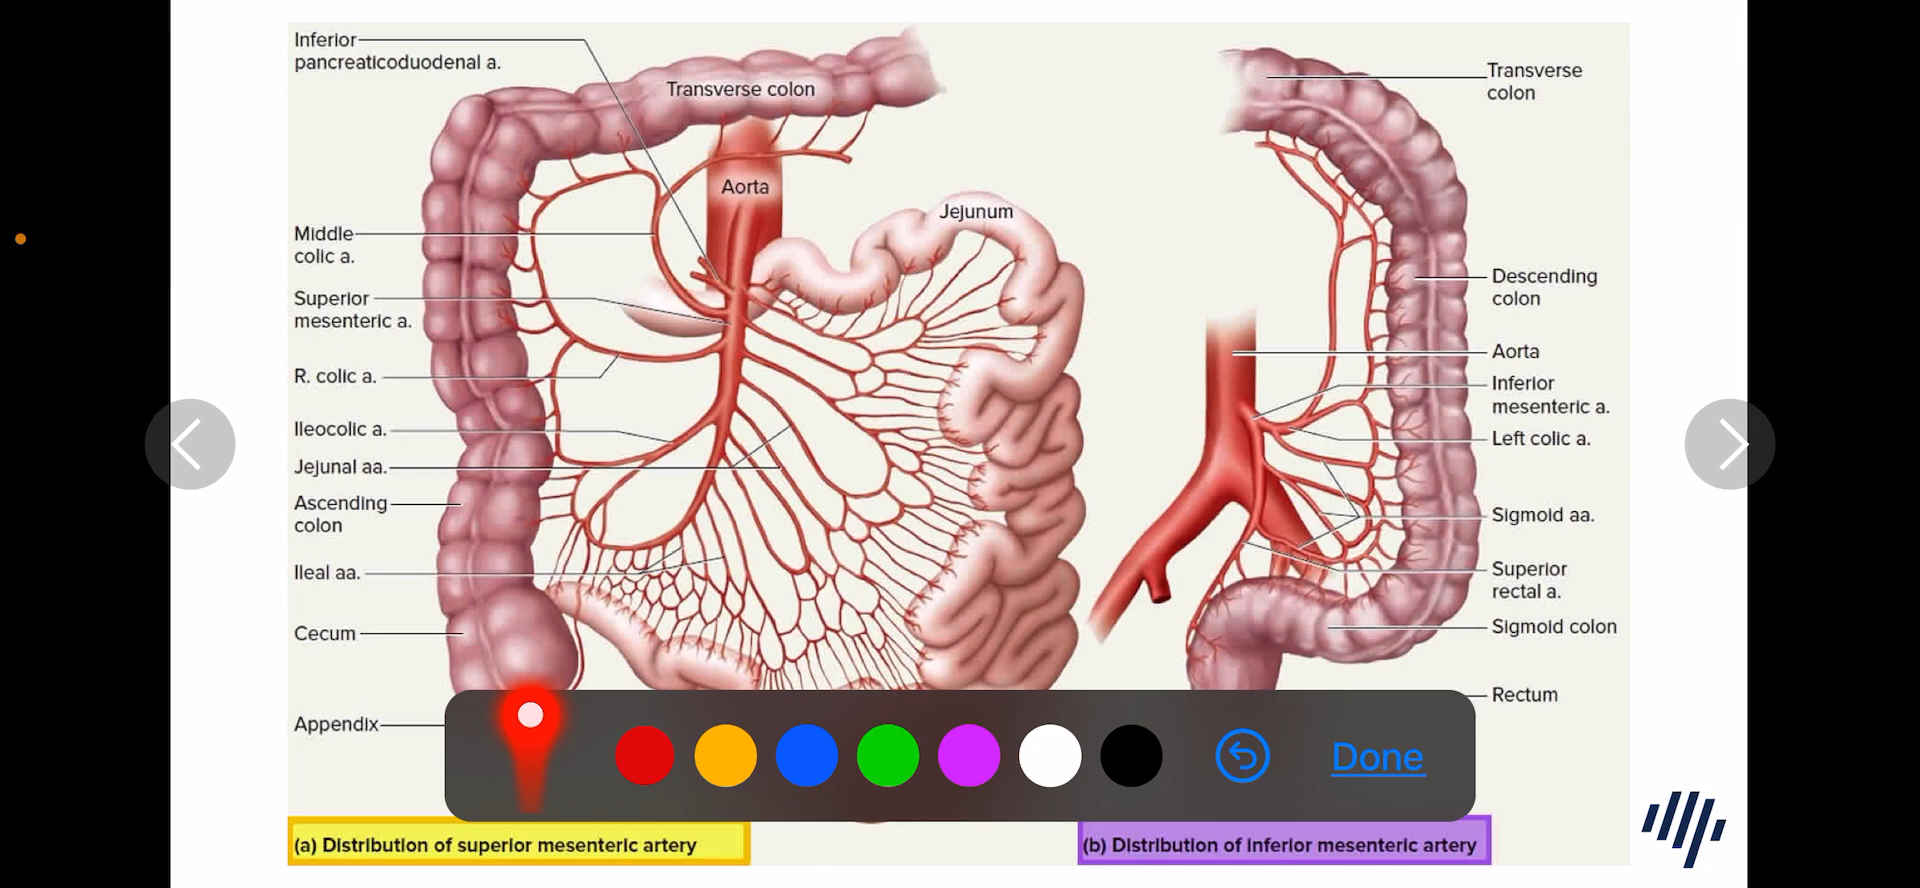 Inferior
pancreaticoduodenal a.
Transverse colon
Aorta
Jejunum
Middle
colic a.
Superior
mesenteric a.
R. colic a.
Ileocolic a.
Jejunal aa.
Ascending
colon
Ileal aa.
Cecum
Appendix
(a) Distribution of superior mesenteric artery
Transverse
colon
Descending
colon
Aorta
Inferior
mesenteric a.
Left colic a.
Sigmoid aa.
Superior
rectal a.
Sigmoid colon
Rectum
(b) Distribution of inferior mesenteric artery
Done